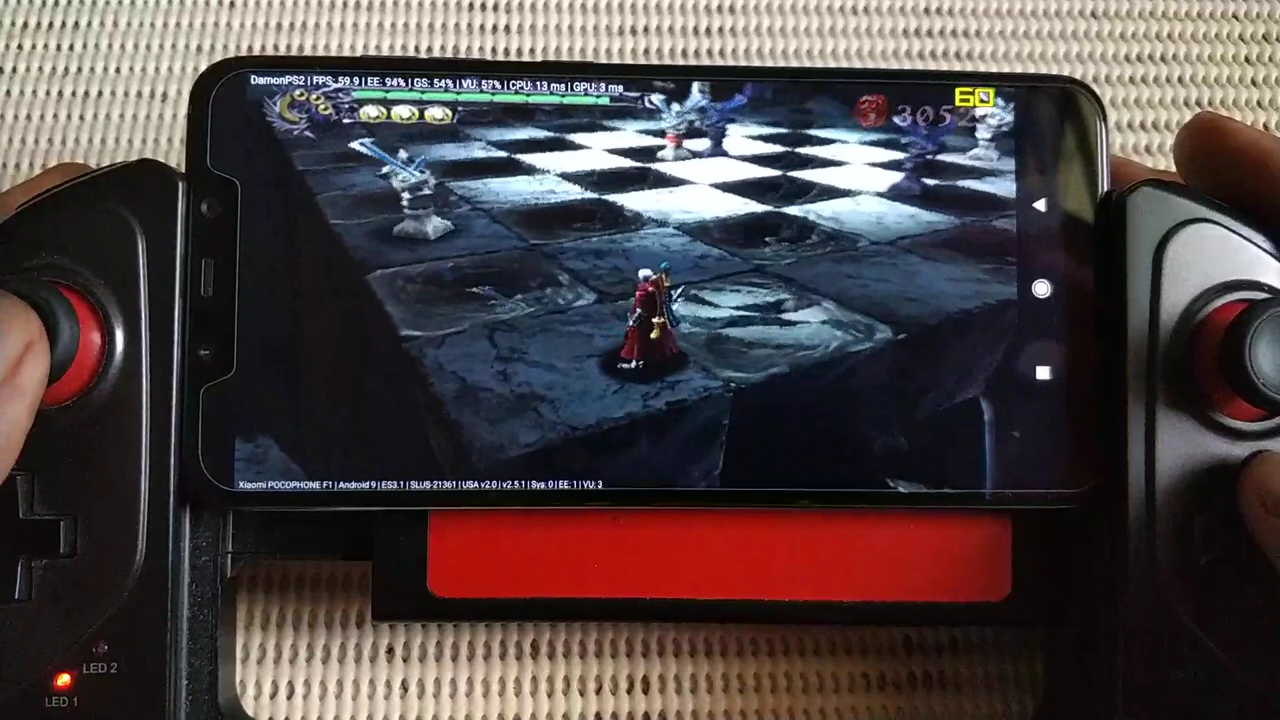 DamonPS2 | FPS: 59.9 | EE: 94% | GS: 54% | VU: 57% | CPU: 13 ms | GPU: 3 ms
60
3052
Xiaomi POCOPHONE F1 | Android 9 | ES3.1 | SLUS-21361 | USA v2.0 | v2.5.1 | Sys: 0 | EE: 1 | VU: 3
LED 2
LED 1